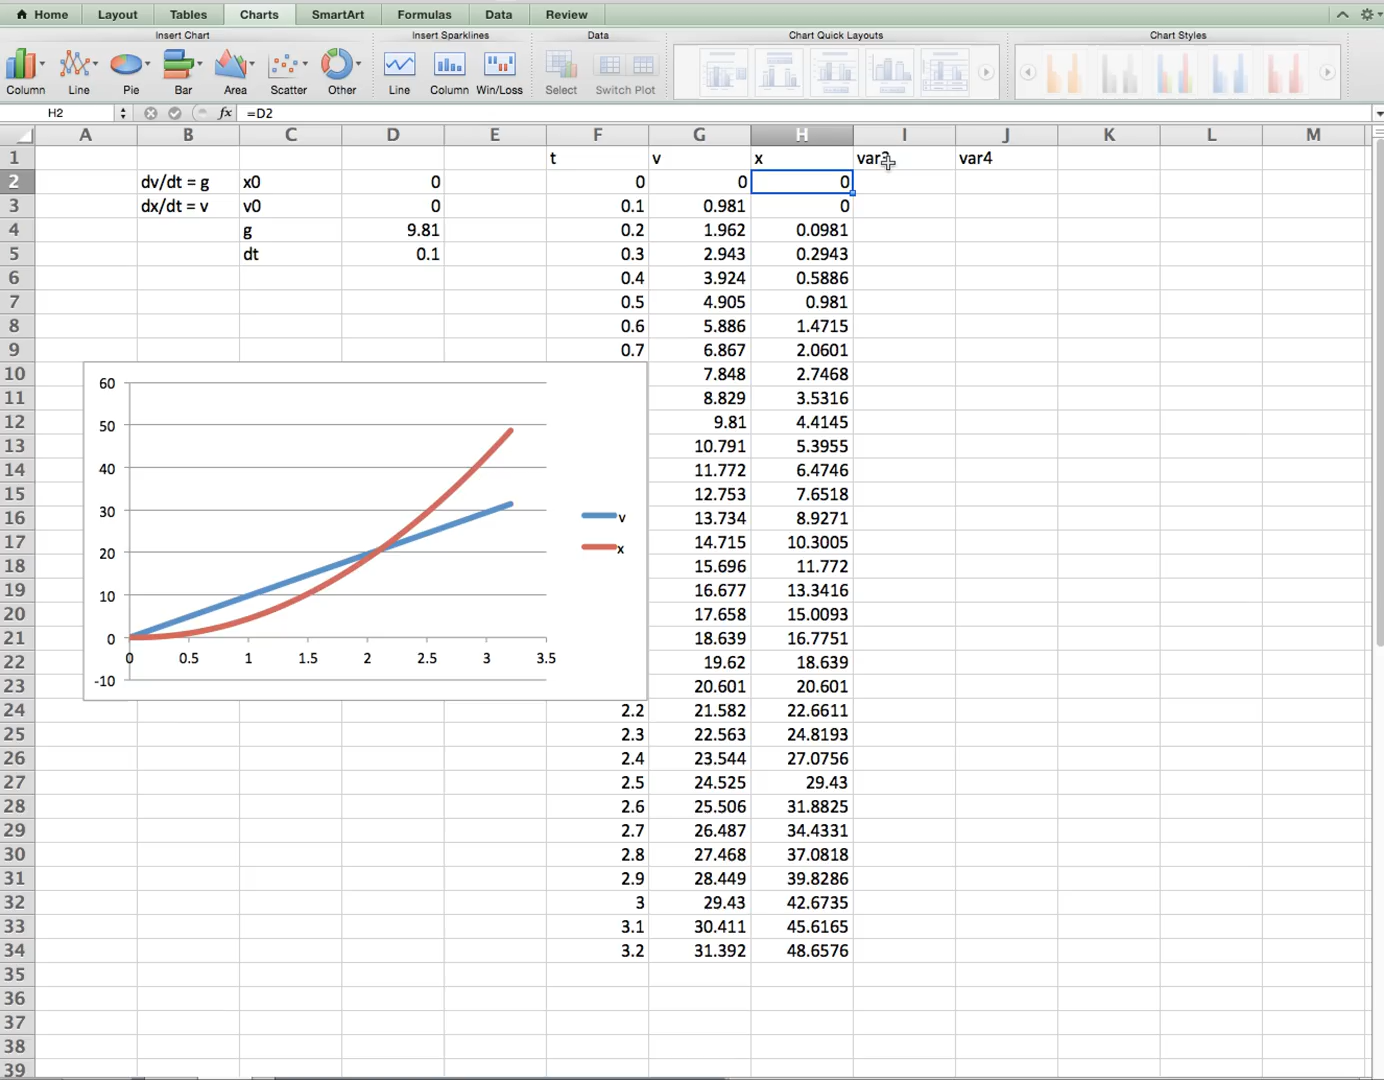 Home Layout Tables Charts SmartArt Formulas Data Review
Insert Chart Insert Sparklines Data Chart Quick Layouts Chart Styles
Column Line Pie Bar Area Scatter Other Line Column Win/Loss Select Switch Plot
H2 fx =D2
A B C D E F G H I J K L M
1 t v x var4
2 dv/dt = g x0 0 0 0 0
3 dx/dt = v v0 0 0.1 0.981 0
4 g 9.81 0.2 1.962 0.0981
5 dt 0.1 0.3 2.943 0.2943
6 0.4 3.924 0.5886
7 0.5 4.905 0.981
8 0.6 5.886 1.4715
9 0.7 6.867 2.0601
10 7.848 2.7468
11 8.829 3.5316
12 9.81 4.4145
13 10.791 5.3955
14 11.772 6.4746
15 12.753 7.6518
16 13.734 8.9271
17 14.715 10.3005
18 15.696 11.772
19 16.677 13.3416
20 17.658 15.0093
21 18.639 16.7751
22 19.62 18.639
23 20.601 20.601
24 2.2 21.582 22.6611
25 2.3 22.563 24.8193
26 2.4 23.544 27.0756
27 2.5 24.525 29.43
28 2.6 25.506 31.8825
29 2.7 26.487 34.4331
30 2.8 27.468 37.0818
31 2.9 28.449 39.8286
32 3 29.43 42.6735
33 3.1 30.411 45.6165
34 3.2 31.392 48.6576
35
36
37
38
39
60
50
40
30
20
10
0
-10
0 0.5 1 1.5 2 2.5 3 3.5
v
x